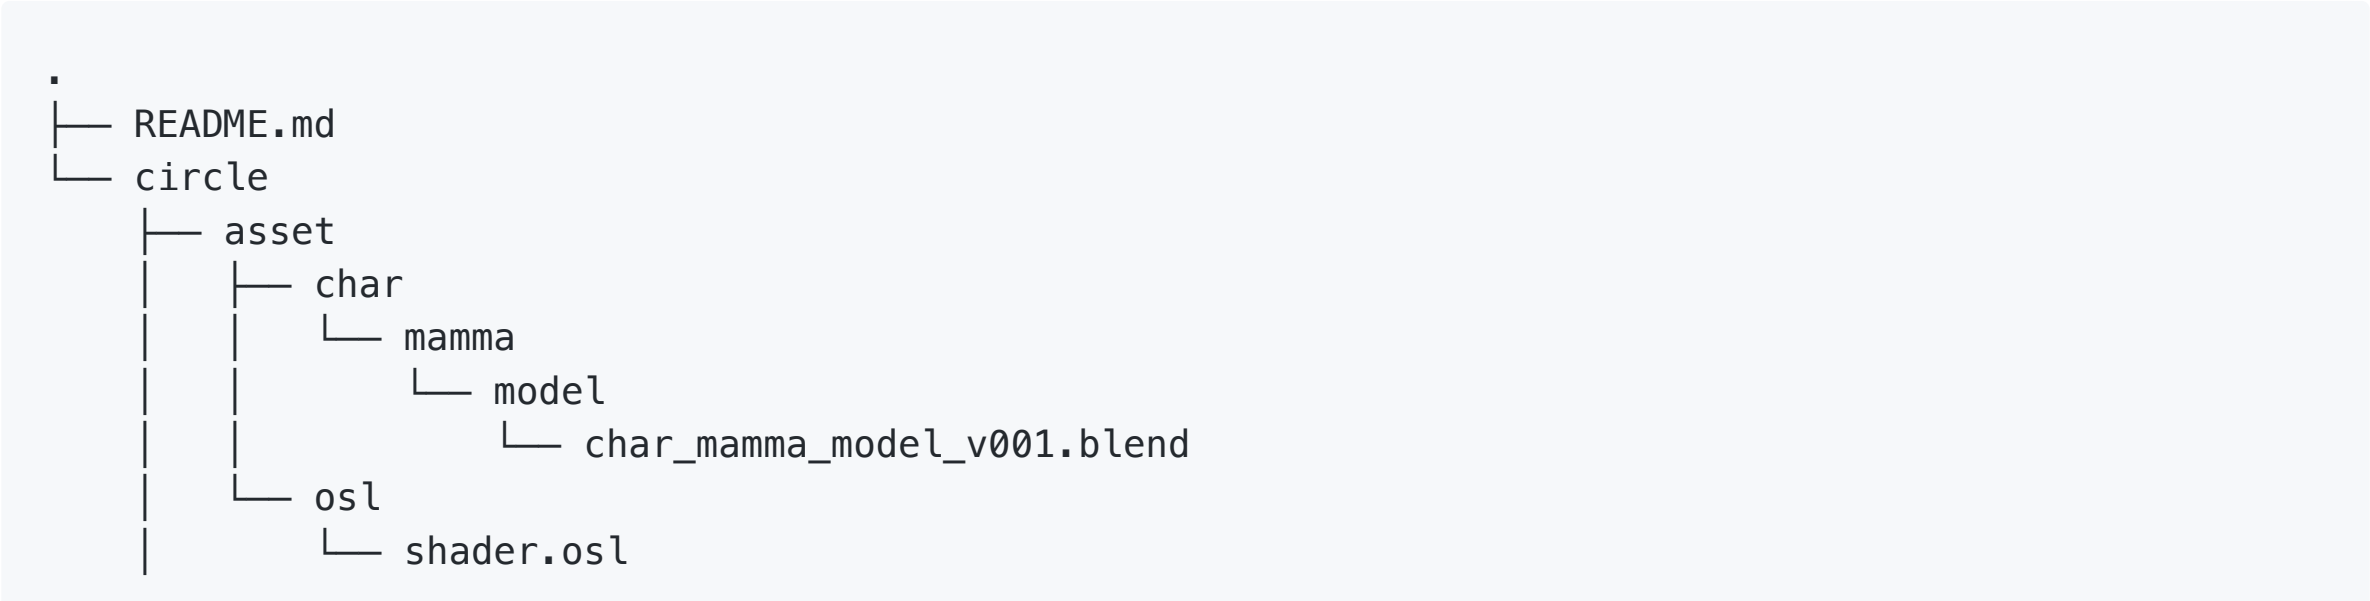 .
├── README.md
└── circle
    ├── asset
    │   ├── char
    │   │   └── mamma
    │   │       └── model
    │   │           └── char_mamma_model_v001.blend
    │   └── osl
    │       └── shader.osl